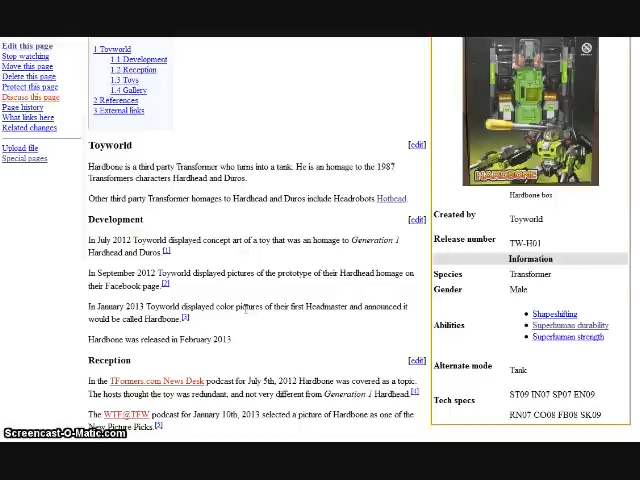 Edit this page
Stop watching
Move this page
Delete this page
Protect this page
Discuss this page
Page history
What links here
Related changes
Upload file
Special pages
1 Toyworld
1.1 Development
1.2 Reception
1.3 Toys
1.4 Gallery
2 References
3 External links
Toyworld
[edit]
Hardbone is a third party Transformer who turns into a tank. He is an homage to the 1987
Transformers characters Hardhead and Duros.
Other third party Transformer homages to Hardhead and Duros include Headrobots Hothead.
Development
[edit]
In July 2012 Toyworld displayed concept art of a toy that was an homage to Generation 1
Hardhead and Duros.[1]
In September 2012 Toyworld displayed pictures of the prototype of their Hardhead homage on
their Facebook page.[2]
In January 2013 Toyworld displayed color pictures of their first Headmaster and announced it
would be called Hardbone.[3]
Hardbone was released in February 2013.
Reception
[edit]
In the TFormers.com News Desk podcast for July 5th, 2012 Hardbone was covered as a topic.
The hosts thought the toy was redundant, and not very different from Generation 1 Hardhead.[4]
The WTF@TFW podcast for January 10th, 2013 selected a picture of Hardbone as one of the
New Picture Picks.[5]
HARDBONE
Hardbone box
Created by
Toyworld
Release number
TW-H01
Information
Species
Transformer
Gender
Male
Abilities
Shapeshifting
Superhuman durability
Superhuman strength
Alternate mode
Tank
Tech specs
ST09 IN07 SP07 EN09
RN07 CO08 FB08 SK09
Screencast-O-Matic.com